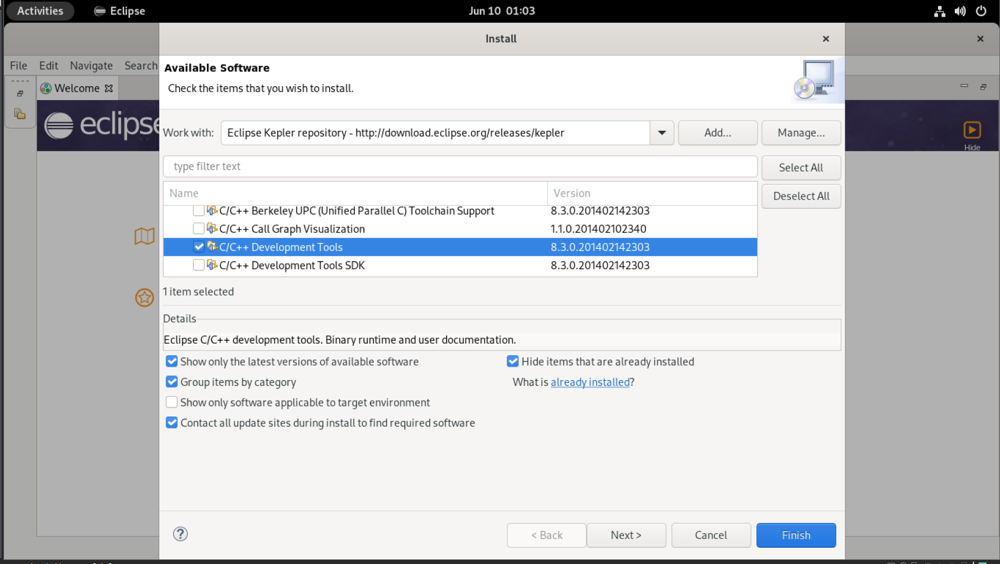 Activities Eclipse Jun 10 01:03
Install
File Edit Navigate Search
Available Software
Welcome
Check the items that you wish to install.
eclipse
Work with: Eclipse Kepler repository - http://download.eclipse.org/releases/kepler Add... Manage...
Hide
type filter text Select All
Name Version Deselect All
C/C++ Berkeley UPC (Unified Parallel C) Toolchain Support 8.3.0.201402142303
C/C++ Call Graph Visualization 1.1.0.201402102340
C/C++ Development Tools 8.3.0.201402142303
C/C++ Development Tools SDK 8.3.0.201402142303
1 item selected
Details
Eclipse C/C++ development tools. Binary runtime and user documentation.
Show only the latest versions of available software Hide items that are already installed
Group items by category What is already installed?
Show only software applicable to target environment
Contact all update sites during install to find required software
? < Back Next > Cancel Finish